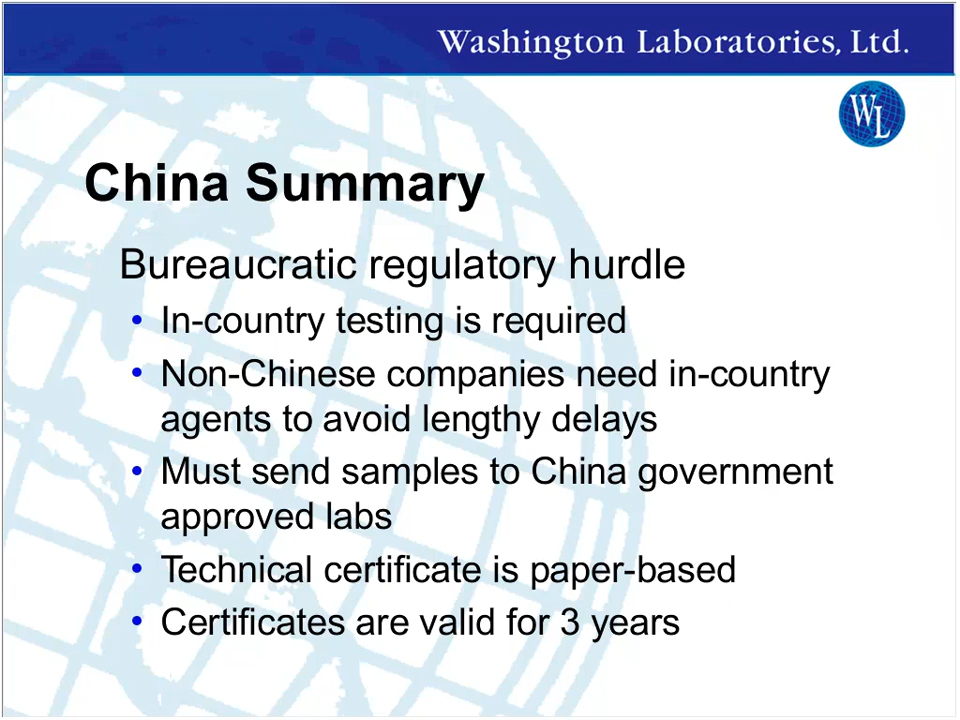 Washington Laboratories, Ltd.
WL
China Summary
Bureaucratic regulatory hurdle
• In-country testing is required
• Non-Chinese companies need in-country
agents to avoid lengthy delays
• Must send samples to China government
approved labs
• Technical certificate is paper-based
• Certificates are valid for 3 years